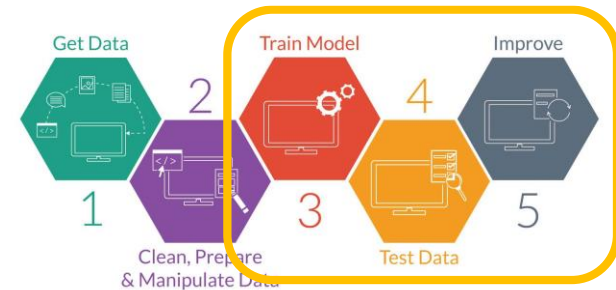 Get Data
1
2
Clean, Prepare
& Manipulate Data
Train Model
3
4
Test Data
Improve
5
</>
</>